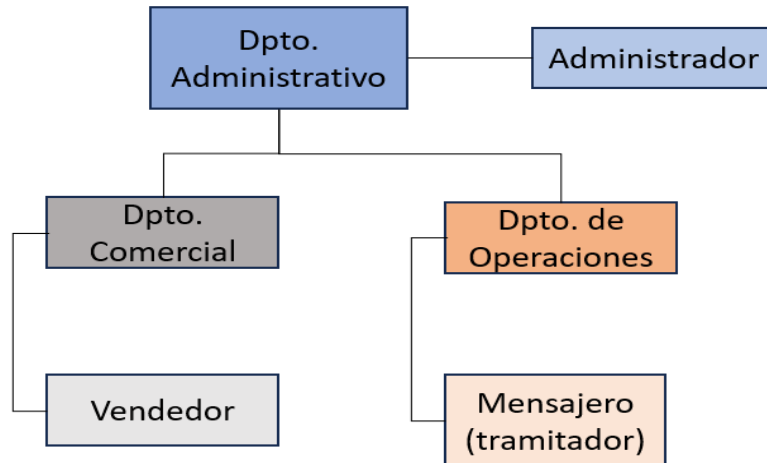 Dpto.
Administrativo
Administrador
Dpto.
Comercial
Dpto. de
Operaciones
Vendedor
Mensajero
(tramitador)